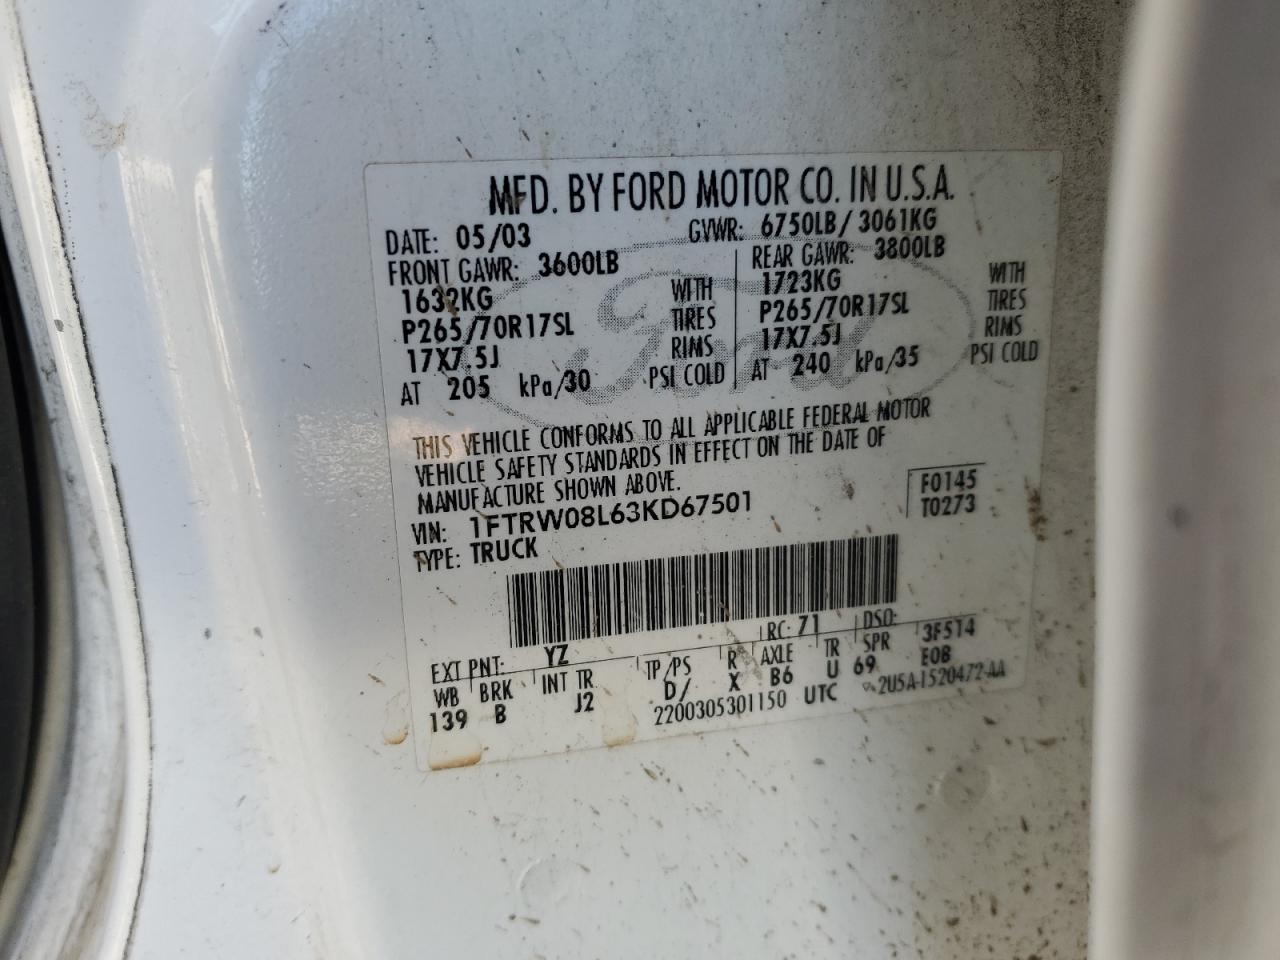 MFD. BY FORD MOTOR CO. IN U.S.A.
DATE: 05/03 GVWR: 6750LB/ 3061KG
FRONT GAWR: 3600LB REAR GAWR: 3800LB
1632KG WITH 1723KG WITH
P265/70R17SL TIRES P265/70R17SL TIRES
17X7.5J RIMS 17X7.5J RIMS
AT 205 kPa/30 PSI COLD AT 240 kPa/35 PSI COLD
Ford
THIS VEHICLE CONFORMS TO ALL APPLICABLE FEDERAL MOTOR
VEHICLE SAFETY STANDARDS IN EFFECT ON THE DATE OF
MANUFACTURE SHOWN ABOVE. F0145
VIN: 1FTRW08L63KD67501 T0273
TYPE: TRUCK
EXT PNT: YZ RC: 71 DSO:
WB BRK INT TR TP/PS R AXLE TR SPR 3F514
139 B J2 D/ X B6 U 69 E0B
2200305301150 UTC 2U5A-1520472-AA